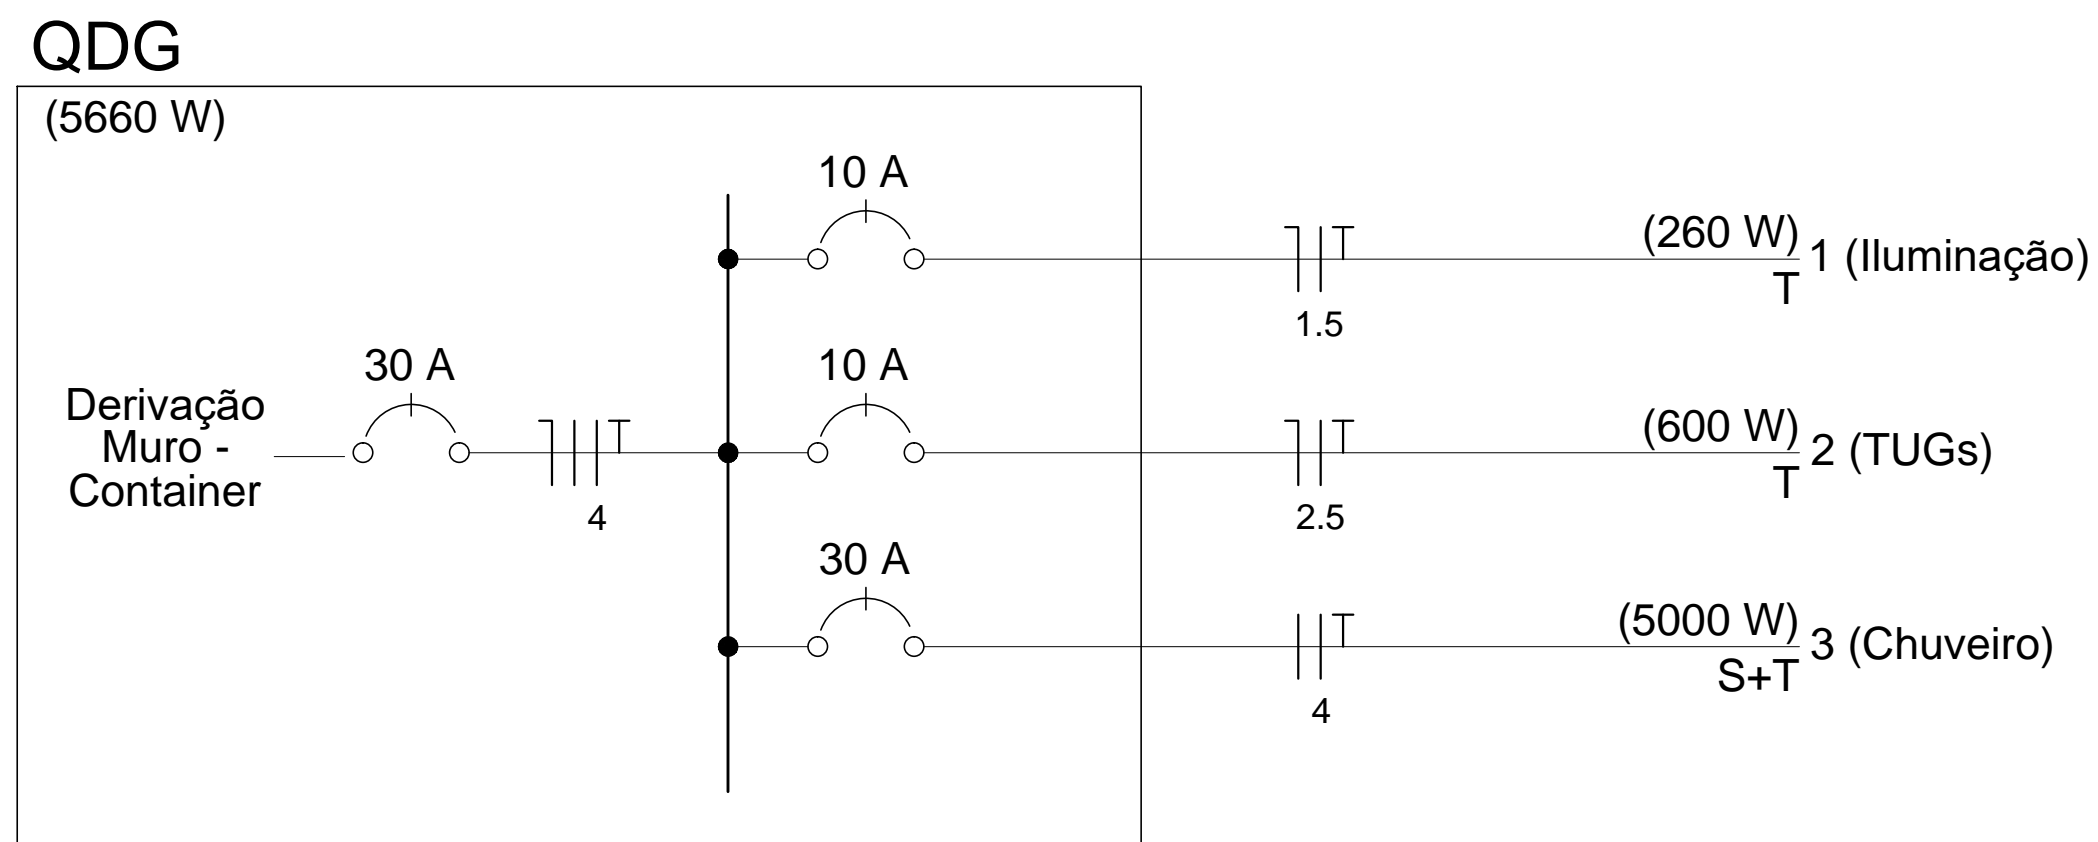 QDG
(5660 W)
10 A
(260 W)
1 (Iluminação)
T
1.5
30 A
10 A
Derivação
Muro -
Container
(600 W)
2 (TUGs)
T
4
2.5
30 A
(5000 W)
3 (Chuveiro)
S+T
4